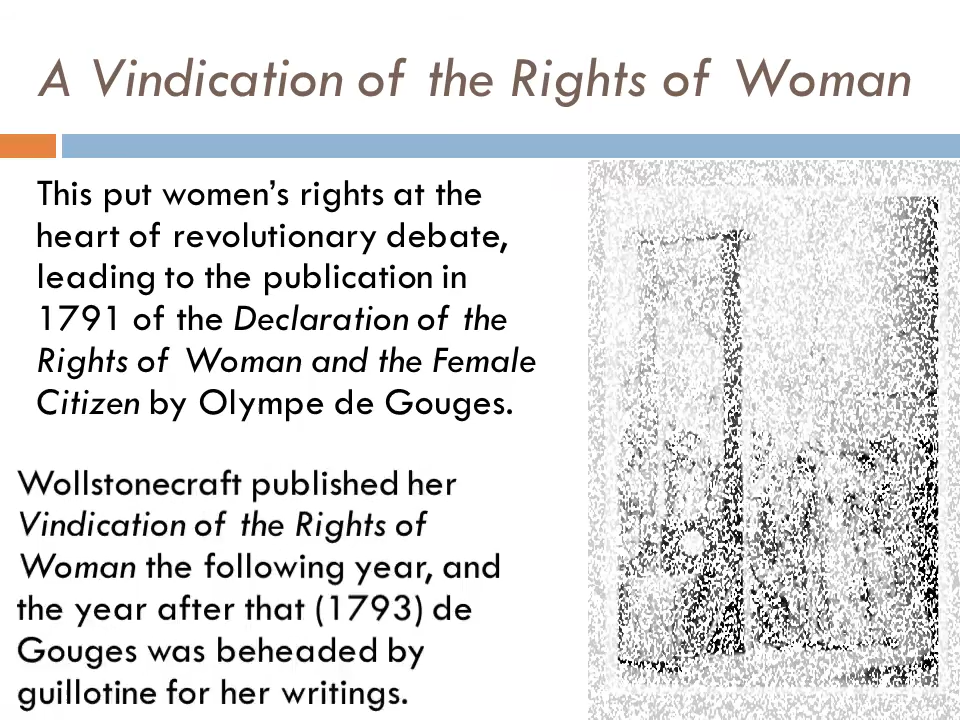 A Vindication of the Rights of Woman
This put women’s rights at the
heart of revolutionary debate,
leading to the publication in
1791 of the Declaration of the
Rights of Woman and the Female
Citizen by Olympe de Gouges.
Wollstonecraft published her
Vindication of the Rights of
Woman the following year, and
the year after that (1793) de
Gouges was beheaded by
guillotine for her writings.